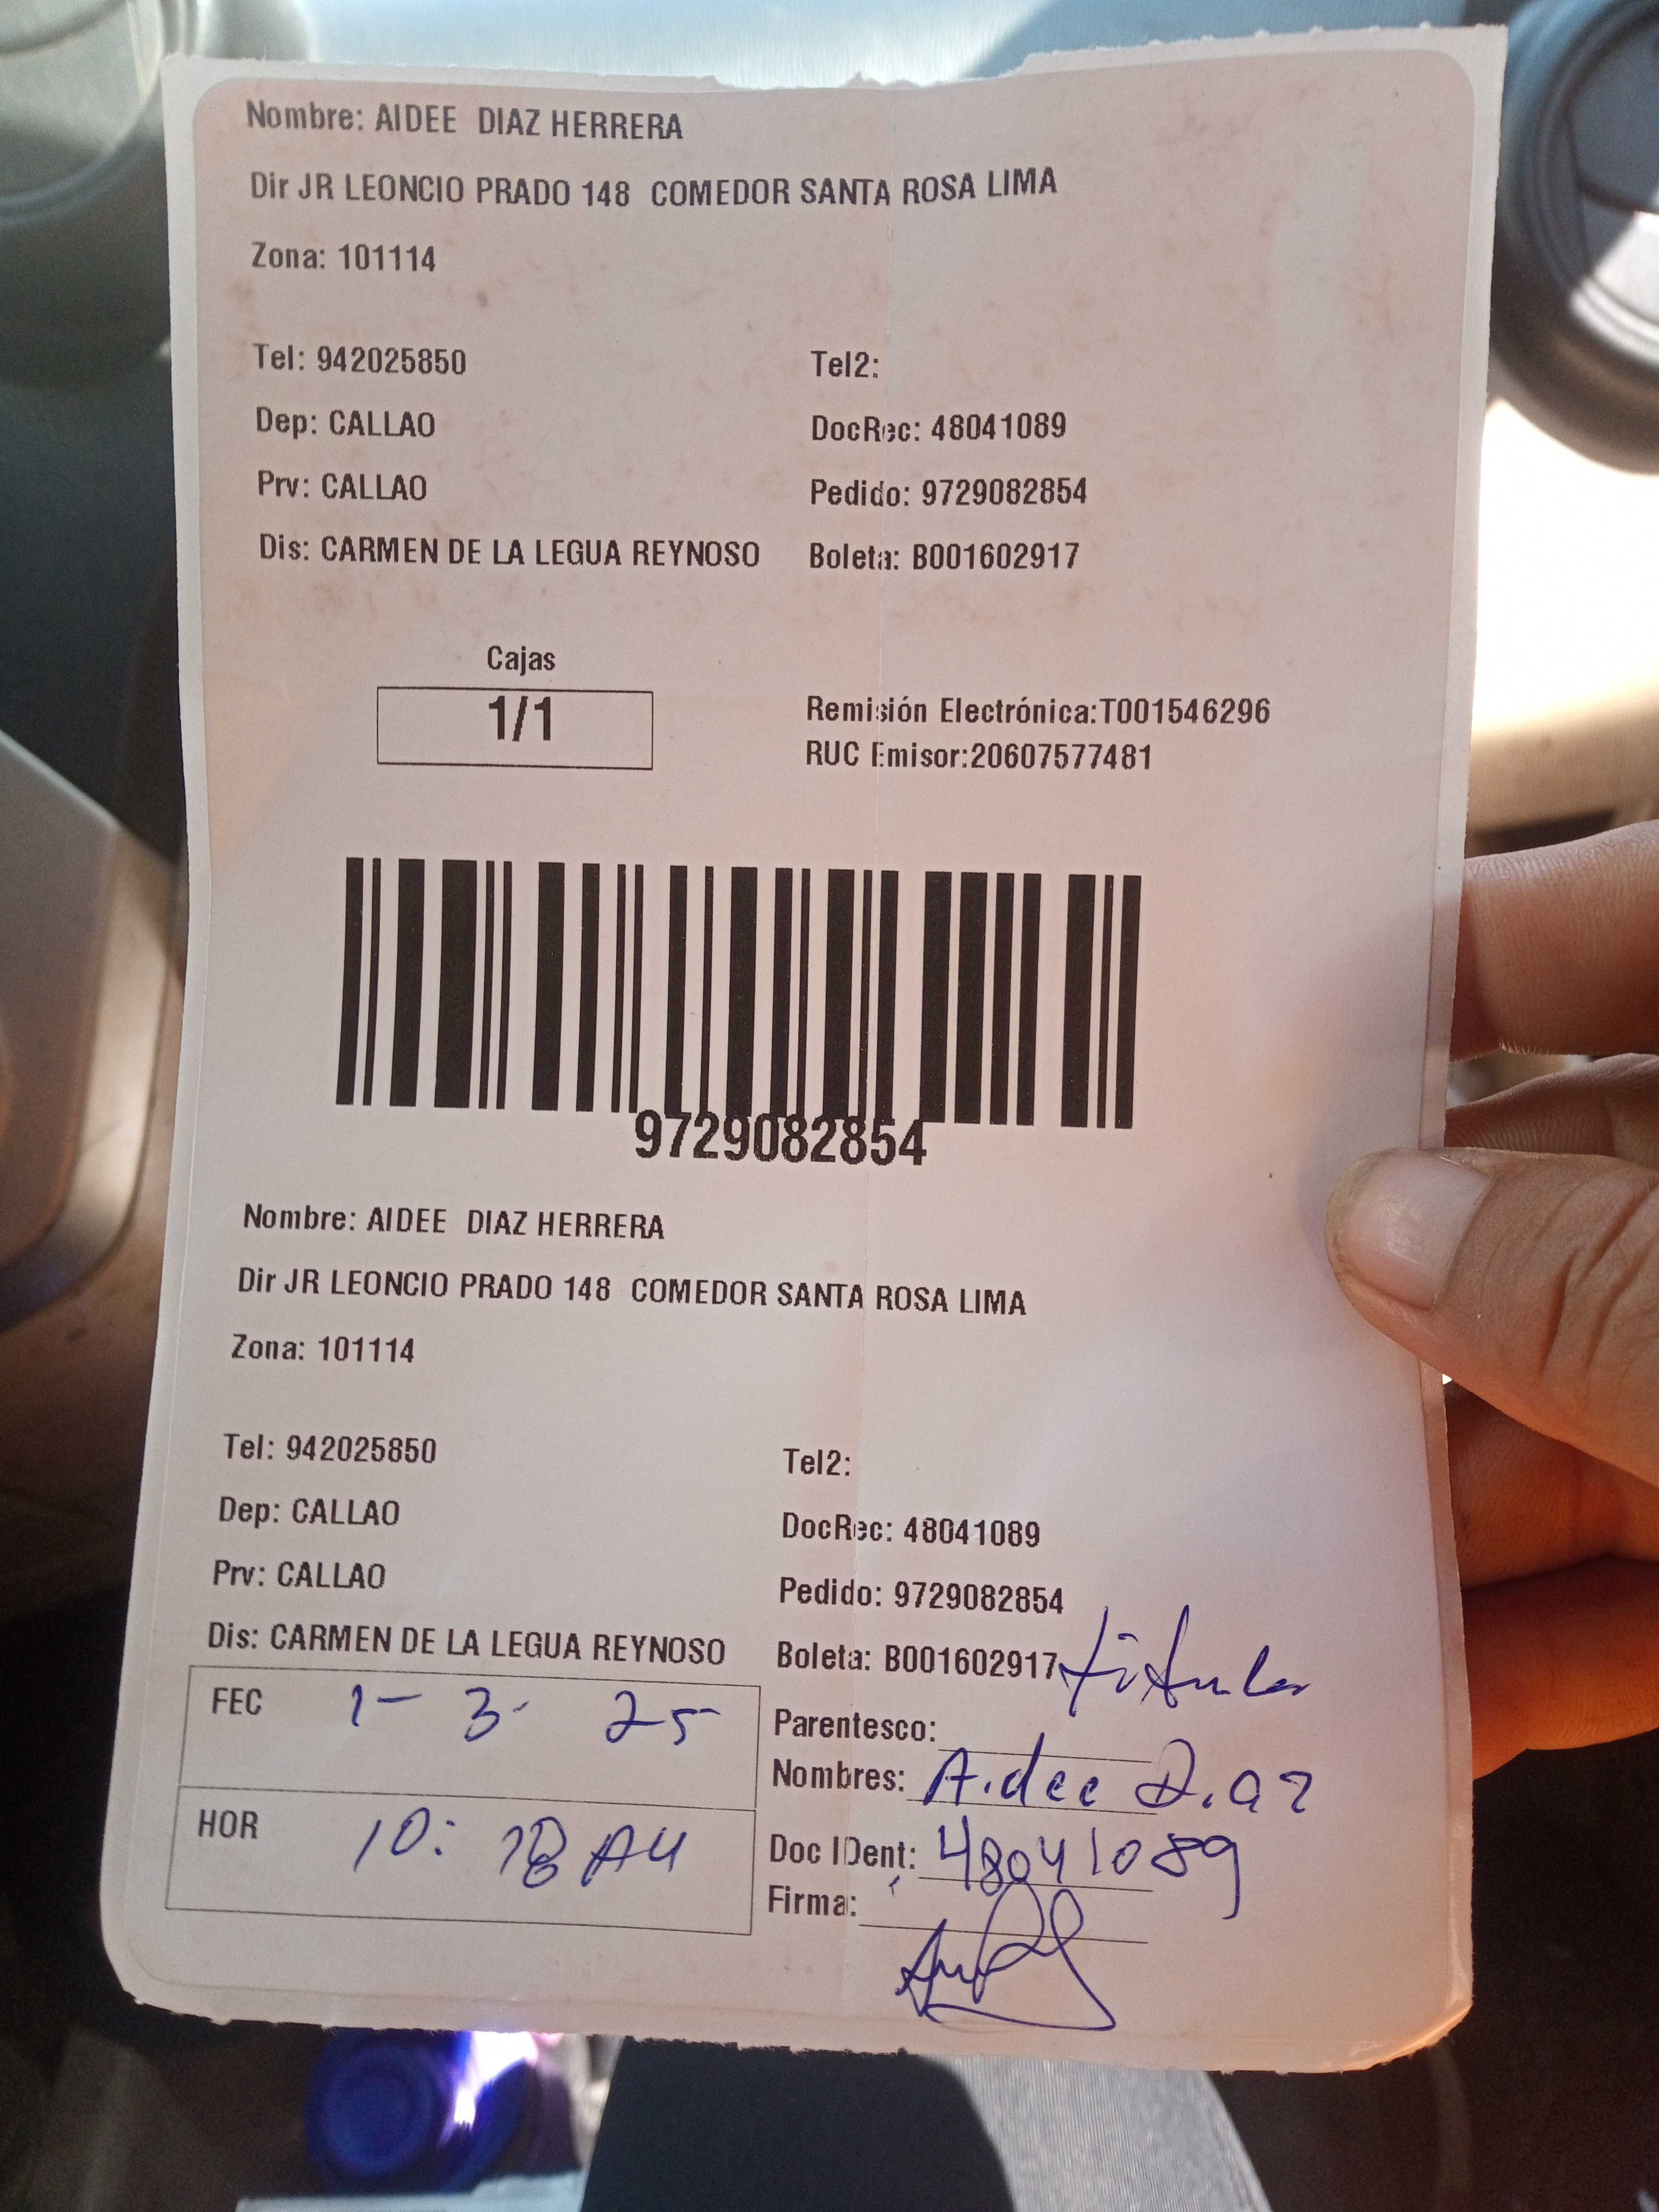 Nombre: AIDEE DIAZ HERRERA
Dir JR LEONCIO PRADO 148 COMEDOR SANTA ROSA LIMA
Zona: 101114
Tel: 942025850 Tel2:
Dep: CALLAO DocRec: 48041089
Prv: CALLAO Pedido: 9729082854
Dis: CARMEN DE LA LEGUA REYNOSO Boleta: B001602917
Cajas
1/1
Remisión Electrónica:T001546296
RUC Emisor:20607577481
9729082854
Nombre: AIDEE DIAZ HERRERA
Dir JR LEONCIO PRADO 148 COMEDOR SANTA ROSA LIMA
Zona: 101114
Tel: 942025850 Tel2:
Dep: CALLAO DocRec: 48041089
Prv: CALLAO Pedido: 9729082854
Dis: CARMEN DE LA LEGUA REYNOSO Boleta: B001602917
FEC 1- 3- 25
HOR 10: AM
Parentesco: titular
Nombres: Aidee Diaz
Doc IDent: 48041089
Firma: